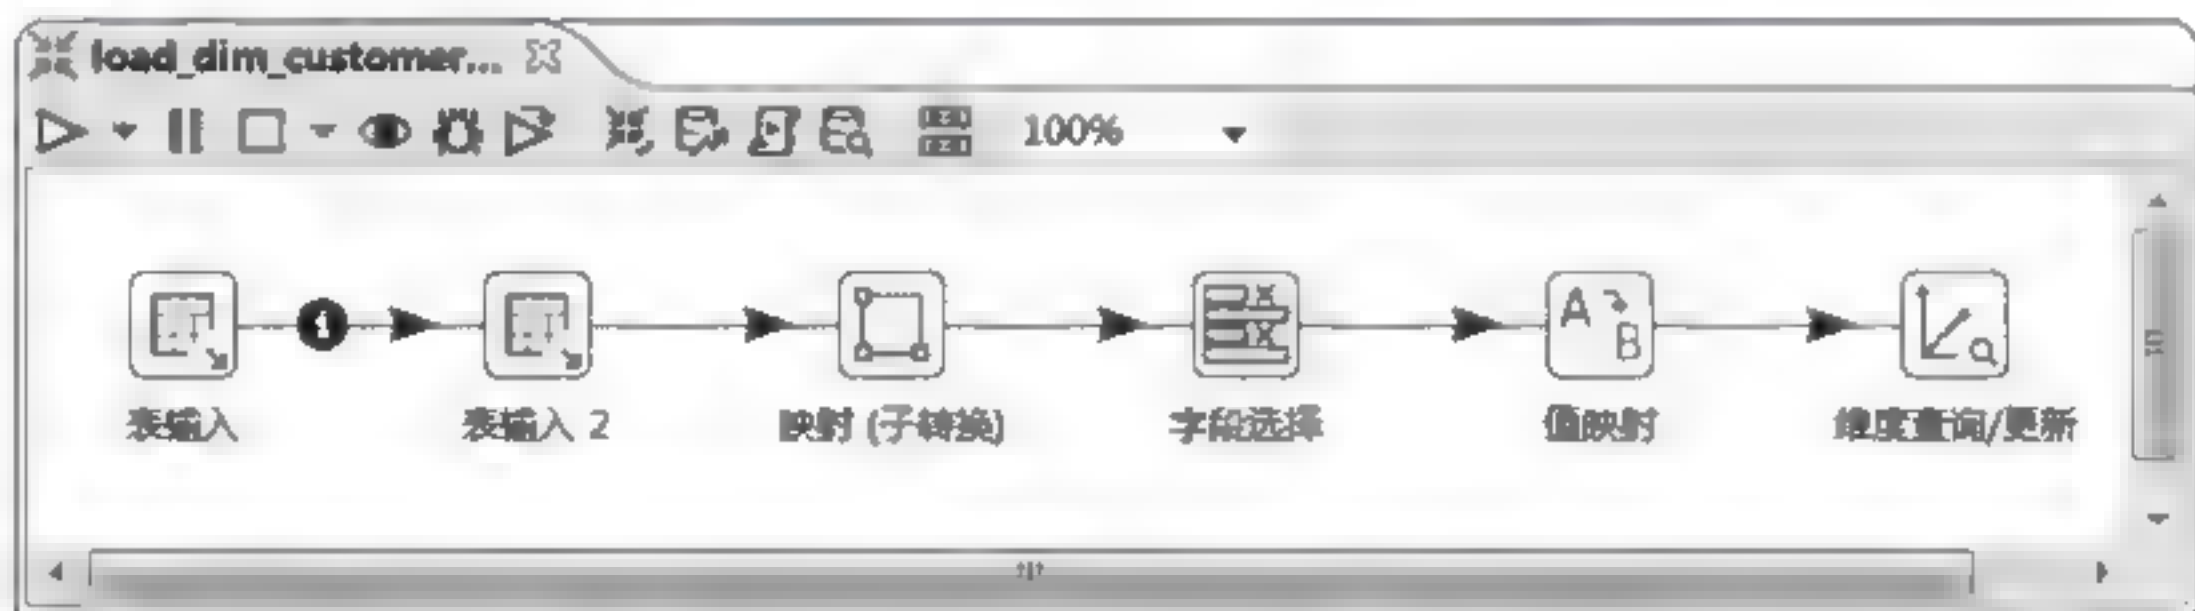 load_dim_customer...
100%
表输入
表输入 2
映射 (子转换)
字段选择
值映射
维度查询/更新